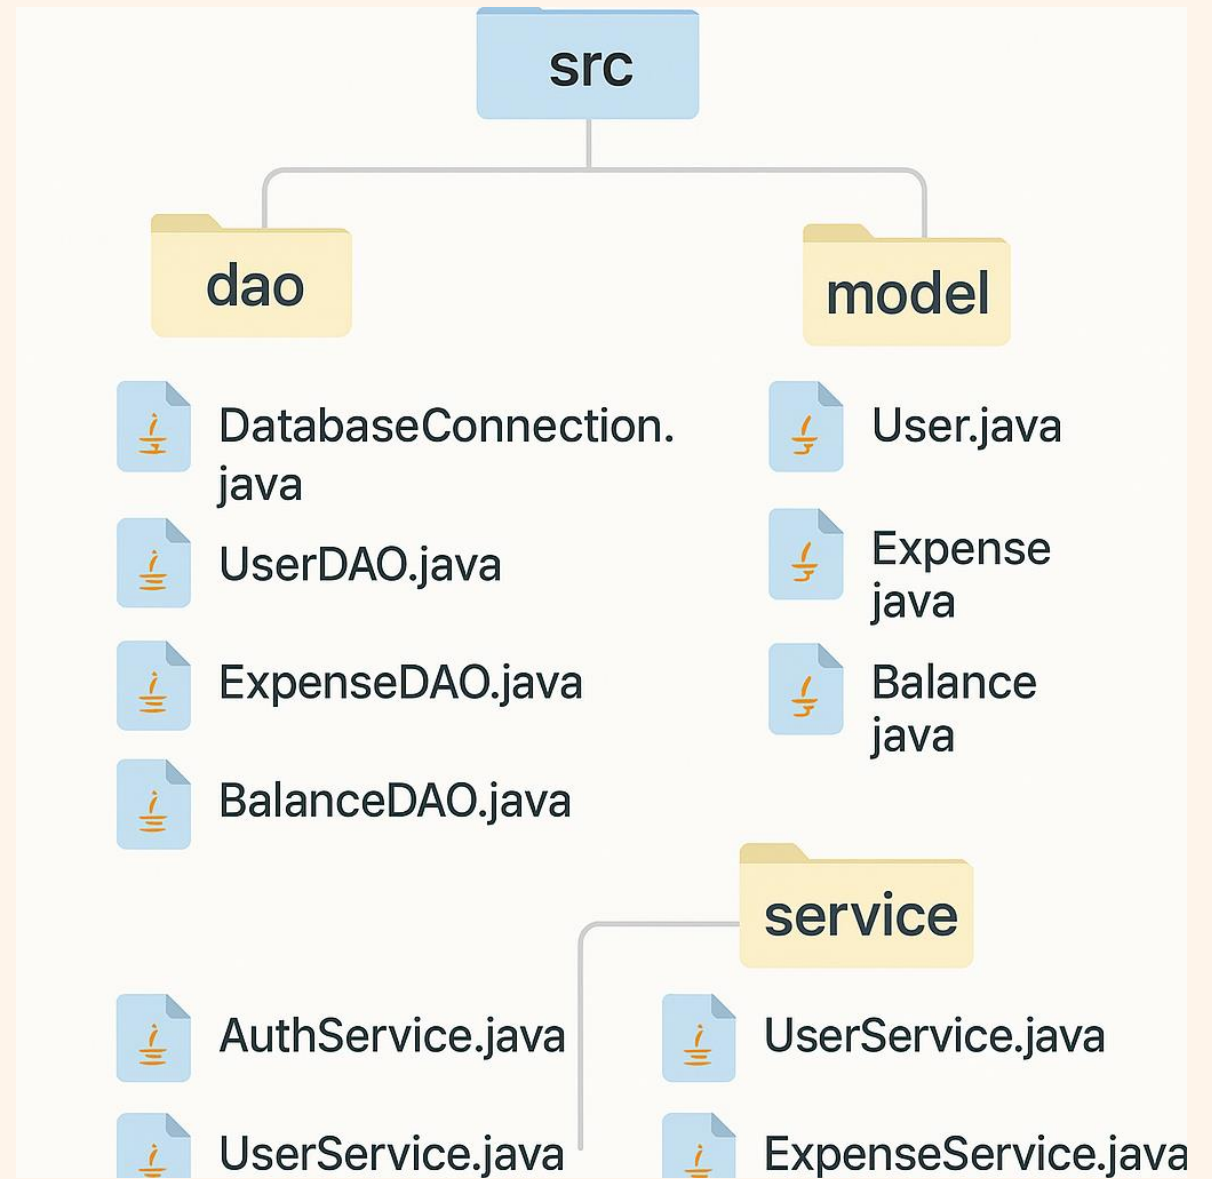 src
dao
model
DatabaseConnection.
java
UserDAO.java
ExpenseDAO.java
BalanceDAO.java
User.java
Expense
java
Balance
java
service
AuthService.java
UserService.java
UserService.java
ExpenseService.java